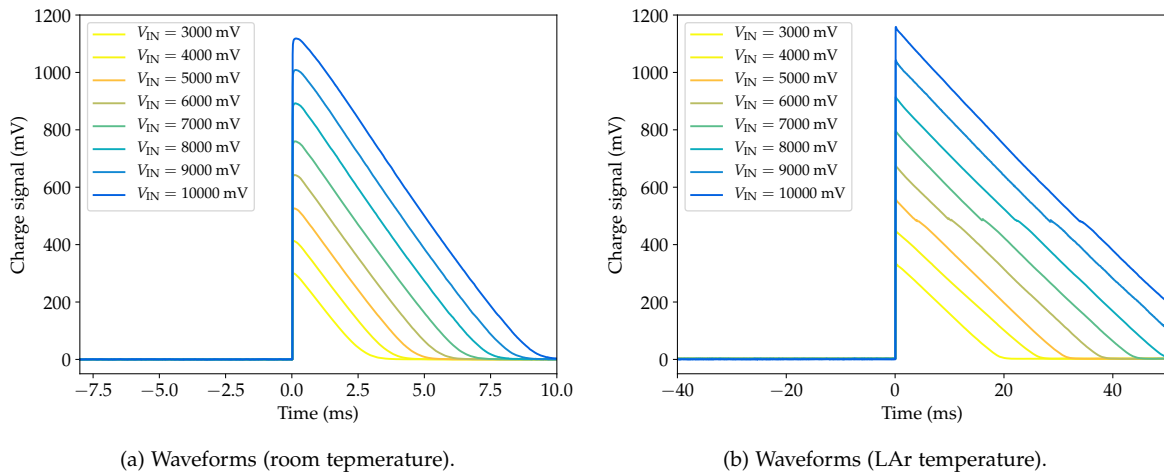 1200
1000
800
600
400
200
0
Charge signal (mV)
V_IN = 3000 mV
V_IN = 4000 mV
V_IN = 5000 mV
V_IN = 6000 mV
V_IN = 7000 mV
V_IN = 8000 mV
V_IN = 9000 mV
V_IN = 10000 mV
−7.5 −5.0 −2.5 0.0 2.5 5.0 7.5 10.0
Time (ms)
(a) Waveforms (room tepmerature).
1200
1000
800
600
400
200
0
Charge signal (mV)
V_IN = 3000 mV
V_IN = 4000 mV
V_IN = 5000 mV
V_IN = 6000 mV
V_IN = 7000 mV
V_IN = 8000 mV
V_IN = 9000 mV
V_IN = 10000 mV
−40 −20 0 20 40
Time (ms)
(b) Waveforms (LAr temperature).